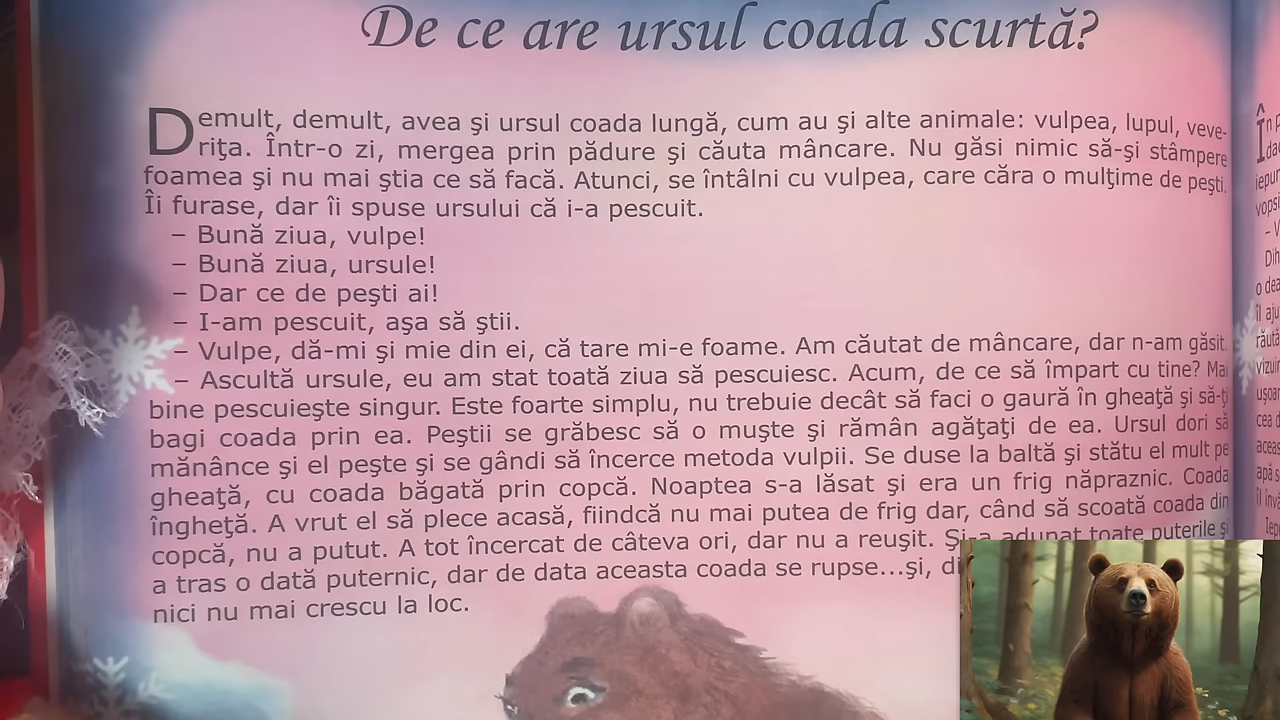 De ce are ursul coada scurtă?
Demult, demult, avea şi ursul coada lungă, cum au şi alte animale: vulpea, lupul, veve-
riţa. Într-o zi, mergea prin pădure şi căuta mâncare. Nu găsi nimic să-şi stâmpere
foamea şi nu mai ştia ce să facă. Atunci, se întâlni cu vulpea, care căra o mulţime de peşti.
Îi furase, dar îi spuse ursului că i-a pescuit.
– Bună ziua, vulpe!
– Bună ziua, ursule!
– Dar ce de peşti ai!
– I-am pescuit, aşa să ştii.
– Vulpe, dă-mi şi mie din ei, că tare mi-e foame. Am căutat de mâncare, dar n-am găsit.
– Ascultă ursule, eu am stat toată ziua să pescuiesc. Acum, de ce să împart cu tine? Mai
bine pescuieşte singur. Este foarte simplu, nu trebuie decât să faci o gaură în gheaţă şi să-ţi
bagi coada prin ea. Peştii se grăbesc să o muşte şi rămân agăţaţi de ea. Ursul dori să
mănânce şi el peşte şi se gândi să încerce metoda vulpii. Se duse la baltă şi stătu el mult pe
gheaţă, cu coada băgată prin copcă. Noaptea s-a lăsat şi era un frig năpraznic. Coada
îngheţă. A vrut el să plece acasă, fiindcă nu mai putea de frig dar, când să scoată coada din
copcă, nu a putut. A tot încercat de câteva ori, dar nu a reuşit. Şi-a adunat toate puterile şi
a tras o dată puternic, dar de data aceasta coada se rupse...şi,
nici nu mai crescu la loc.